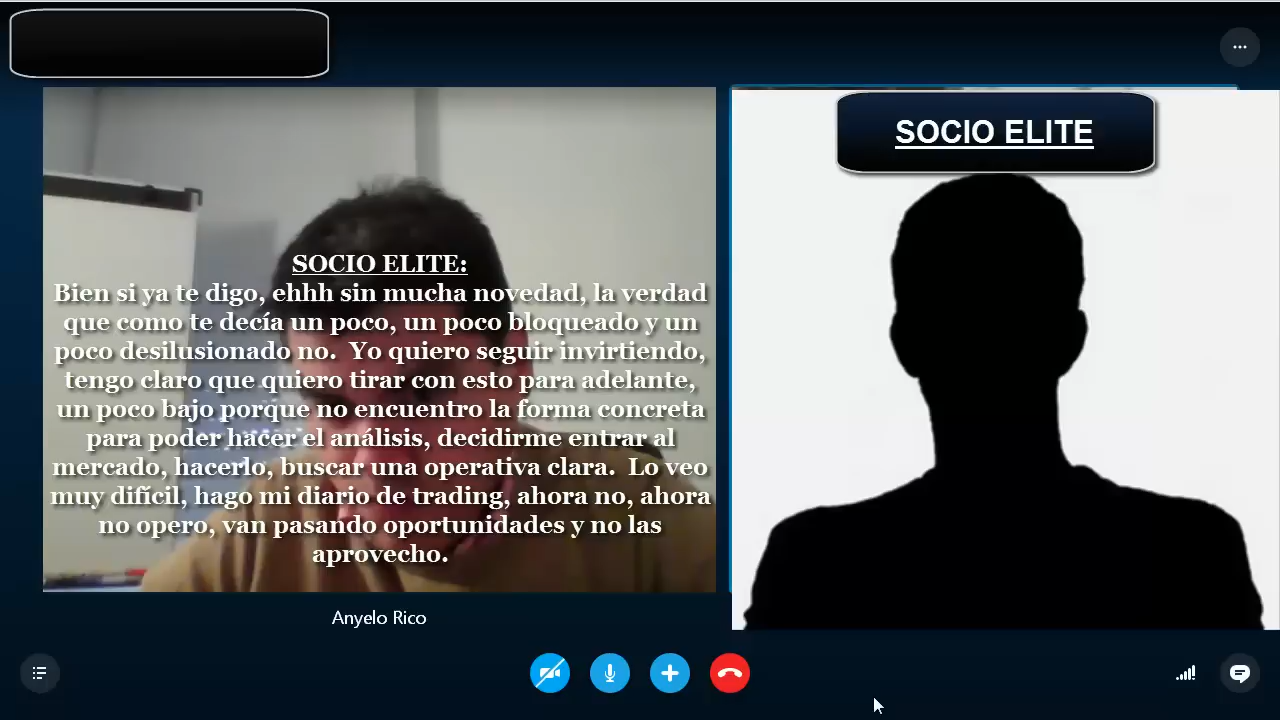 SOCIO ELITE
SOCIO ELITE:
Bien si ya te digo, ehhh sin mucha novedad, la verdad
que como te decía un poco, un poco bloqueado y un
poco desilusionado no.  Yo quiero seguir invirtiendo,
tengo claro que quiero tirar con esto para adelante,
un poco bajo porque no encuentro la forma concreta
para poder hacer el análisis, decidirme entrar al
mercado, hacerlo, buscar una operativa clara.  Lo veo
muy difícil, hago mi diario de trading, ahora no, ahora
no opero, van pasando oportunidades y no las
aprovecho.
Anyelo Rico